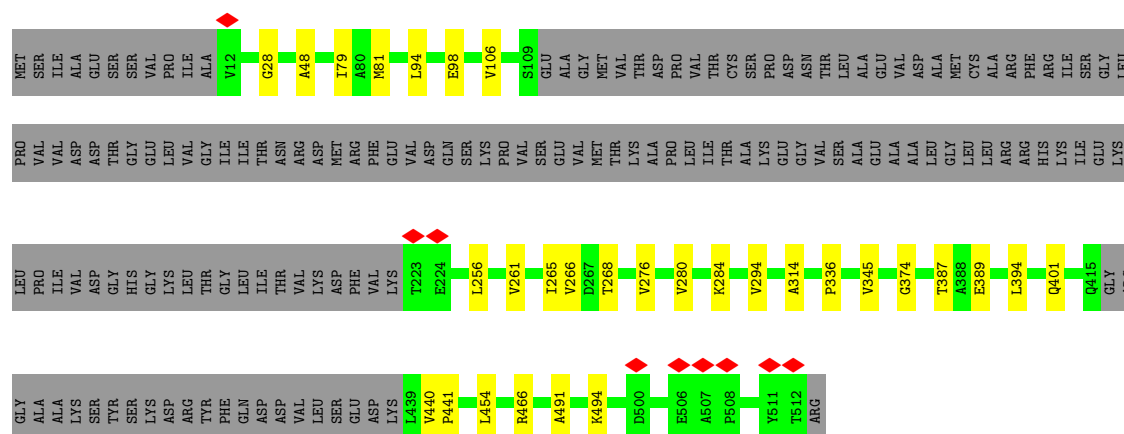 MET SER ILE ALA GLU SER SER VAL PRO ILE ALA V12 G28 A48 I79 A80 M81 L94 E98 V106 S109 GLU ALA GLY MET VAL THR ASP PRO VAL THR CYS SER PRO ASP ASN THR LEU ALA GLU VAL ASP ALA MET CYS ALA ARG PHE ARG ILE SER GLY LEU
PRO VAL VAL ASP ASP THR GLY GLU LEU VAL GLY ILE ILE THR ASN ARG ASP MET ARG PHE GLU VAL ASP GLN SER LYS PRO VAL SER GLU VAL MET THR LYS ALA PRO LEU ILE THR ALA LYS GLU GLY VAL SER ALA GLU ALA ALA LEU GLY LEU LEU ARG ARG HIS LYS ILE GLU LYS
LEU PRO ILE VAL ASP GLY HIS GLY LYS LEU THR GLY LEU ILE THR VAL LYS ASP PHE VAL LYS T223 E224 L256 V261 I265 V266 D267 T268 V276 V280 K284 V294 A314 P336 V345 G374 T387 A388 E389 L394 Q401 Q415 GLY
GLY ALA ALA LYS SER TYR SER LYS ASP ARG TYR PHE GLN ASP ASP VAL LEU SER GLU ASP LYS L439 V440 P441 L454 R466 A491 K494 D500 E506 A507 P508 Y511 T512 ARG